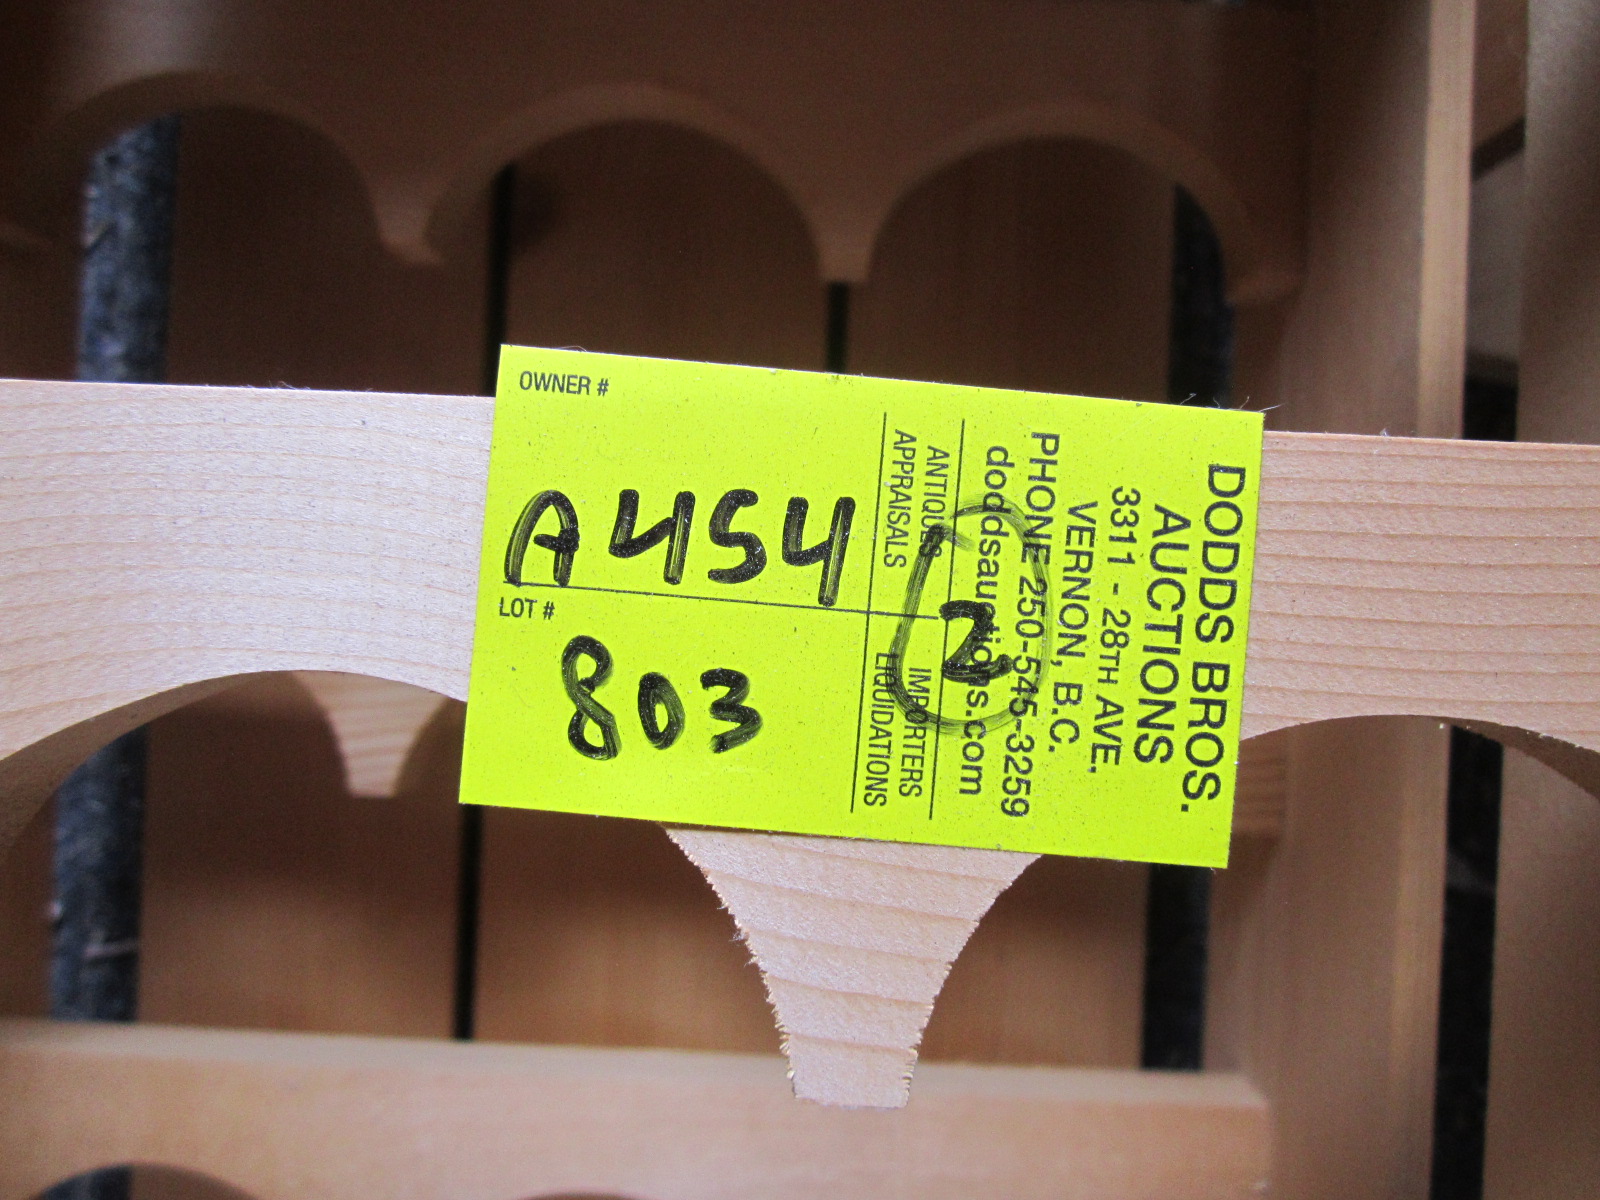 OWNER #
A454
LOT #
803
2
DODDS BROS.
AUCTIONS
3311 - 28TH AVE,
VERNON, B.C.
PHONE 250-545-3259
doddsauctions.com
ANTIQUES IMPORTERS
APPRAISALS LIQUIDATIONS